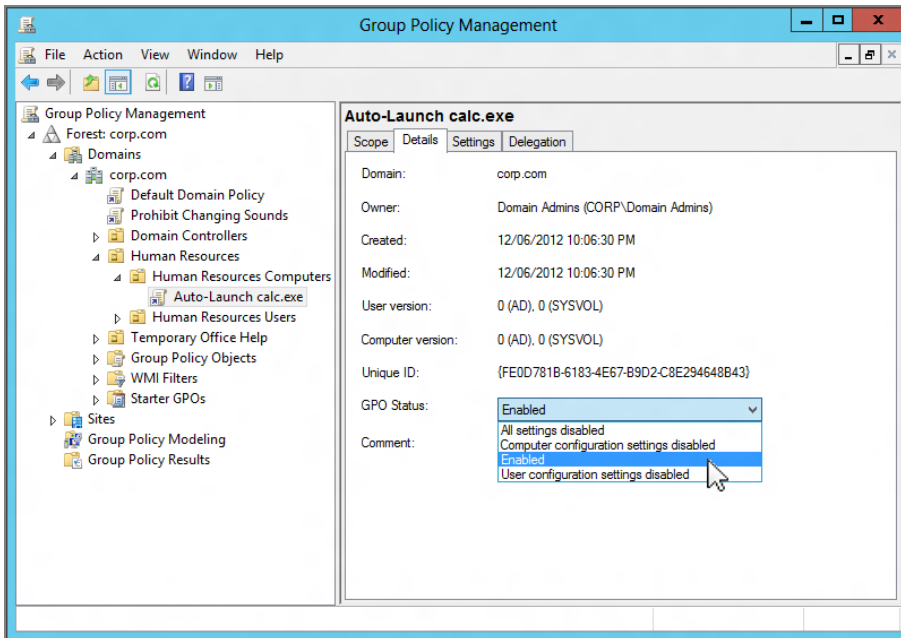 Group Policy Management
File Action View Window Help
Group Policy Management
Forest: corp.com
Domains
corp.com
Default Domain Policy
Prohibit Changing Sounds
Domain Controllers
Human Resources
Human Resources Computers
Auto-Launch calc.exe
Human Resources Users
Temporary Office Help
Group Policy Objects
WMI Filters
Starter GPOs
Sites
Group Policy Modeling
Group Policy Results
Auto-Launch calc.exe
Scope Details Settings Delegation
Domain: corp.com
Owner: Domain Admins (CORP\Domain Admins)
Created: 12/06/2012 10:06:30 PM
Modified: 12/06/2012 10:06:30 PM
User version: 0 (AD), 0 (SYSVOL)
Computer version: 0 (AD), 0 (SYSVOL)
Unique ID: {FE0D781B-6183-4E67-B9D2-C8E294648B43}
GPO Status: Enabled
All settings disabled
Computer configuration settings disabled
Enabled
User configuration settings disabled
Comment: